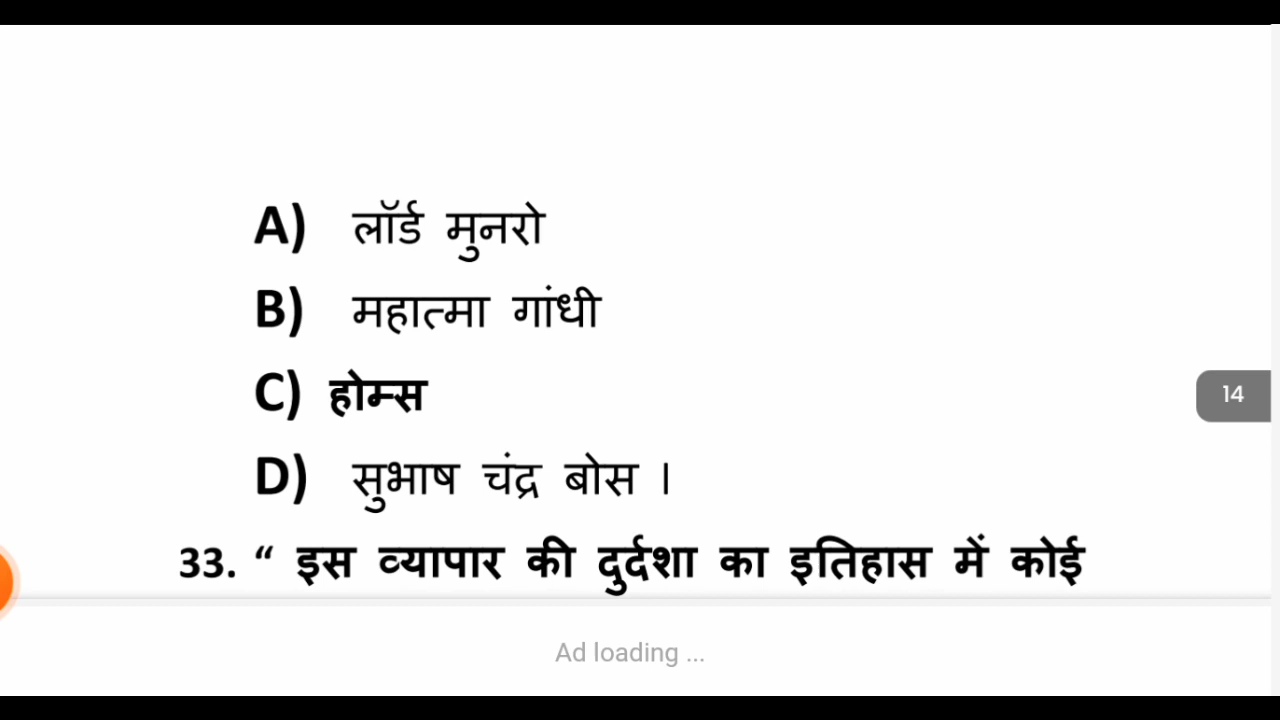 A) लॉर्ड मुनरो
B) महात्मा गांधी
C) होम्स
14
D) सुभाष चंद्र बोस ।
33. “ इस व्यापार की दुर्दशा का इतिहास में कोई
Ad loading ...